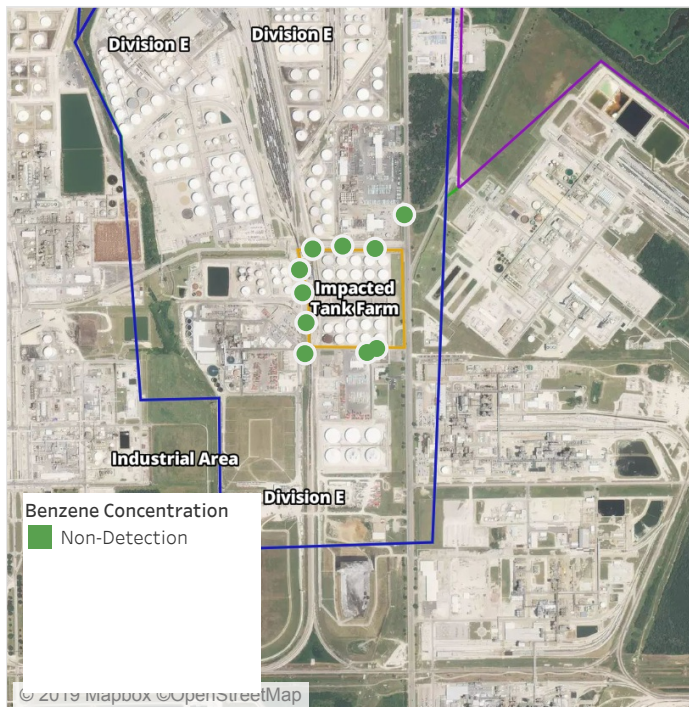 Division E
Division E
Impacted
Tank Farm
Industrial Area
Division E
Benzene Concentration
Non-Detection
© 2019 Mapbox ©OpenStreetMap